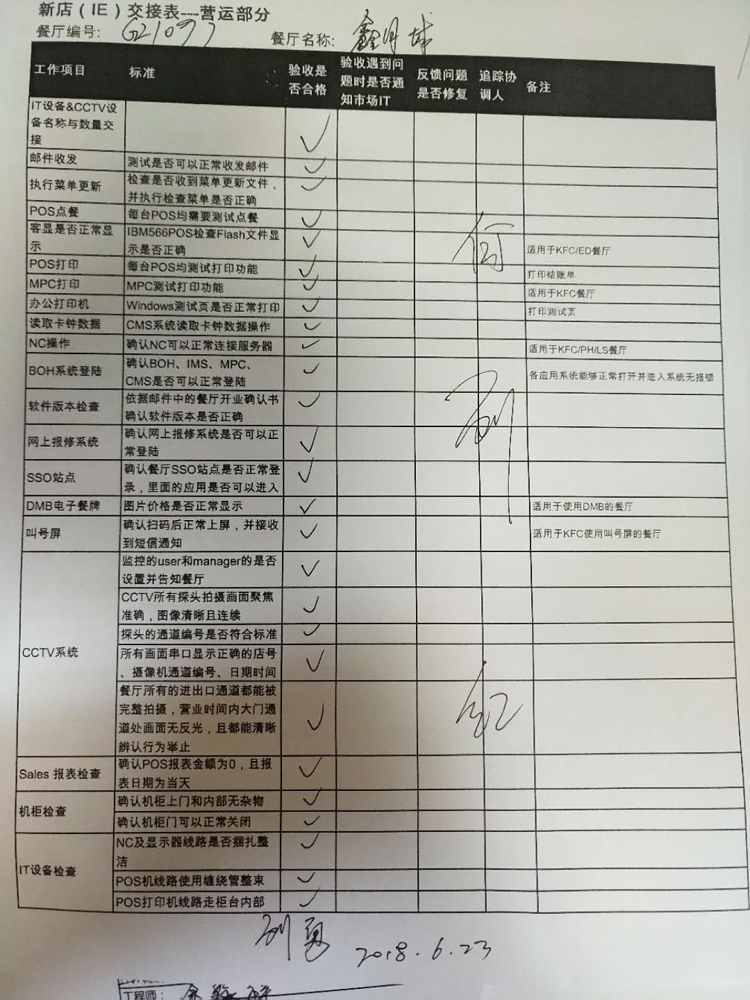 新店（IE）交接表---营运部分
餐厅编号: G21077 餐厅名称: 鑫月城
工作项目 标准 验收是否合格 验收遇到问题时是否通知市场IT 反馈问题是否修复 追踪协调人 备注
IT设备&CCTV设备名称与数量交接 ✓
邮件收发 测试是否可以正常收发邮件 ✓
执行菜单更新 检查是否收到菜单更新文件，并执行检查菜单是否正确 ✓
POS点餐 每台POS均需要测试点餐 ✓
客显是否正常显示 IBM566POS检查Flash文件显示是否正确 ✓ 适用于KFC/ED餐厅
POS打印 每台POS均测试打印功能 ✓ 打印结账单
MPC打印 MPC测试打印功能 ✓ 适用于KFC餐厅
办公打印机 Windows测试页是否正常打印 ✓ 打印测试页
读取卡钟数据 CMS系统读取卡钟数据操作 ✓
NC操作 确认NC可以正常连接服务器 ✓ 适用于KFC/PH/LS餐厅
BOH系统登陆 确认BOH、IMS、MPC、CMS是否可以正常登陆 ✓ 各应用系统能够正常打开并进入系统无报错
软件版本检查 依据邮件中的餐厅开业确认书确认软件版本是否正确 ✓
网上报修系统 确认网上报修系统是否可以正常登陆 ✓
SSO站点 确认餐厅SSO站点是否正常登录，里面的应用是否可以进入 ✓
DMB电子餐牌 图片价格是否正常显示 ✓ 适用于使用DMB的餐厅
叫号屏 确认扫码后正常上屏，并接收到短信通知 ✓ 适用于KFC使用叫号屏的餐厅
CCTV系统 监控的user和manager的是否设置并告知餐厅 ✓
CCTV所有探头拍摄画面聚焦准确，图像清晰且连续 ✓
探头的通道编号是否符合标准 ✓
所有画面串口显示正确的店号、摄像机通道编号、日期时间 ✓
餐厅所有的进出口通道都能被完整拍摄，营业时间内大门通道处画面无反光，且都能清晰辨认行为举止 ✓
Sales 报表检查 确认POS报表金额为0，且报表日期为当天 ✓
机柜检查 确认机柜上门和内部无杂物 ✓
确认机柜门可以正常关闭 ✓
IT设备检查 NC及显示器线路是否捆扎整洁 ✓
POS机线路使用缠绕管整束 ✓
POS打印机线路走柜台内部 ✓
2018.6.23
工程师：